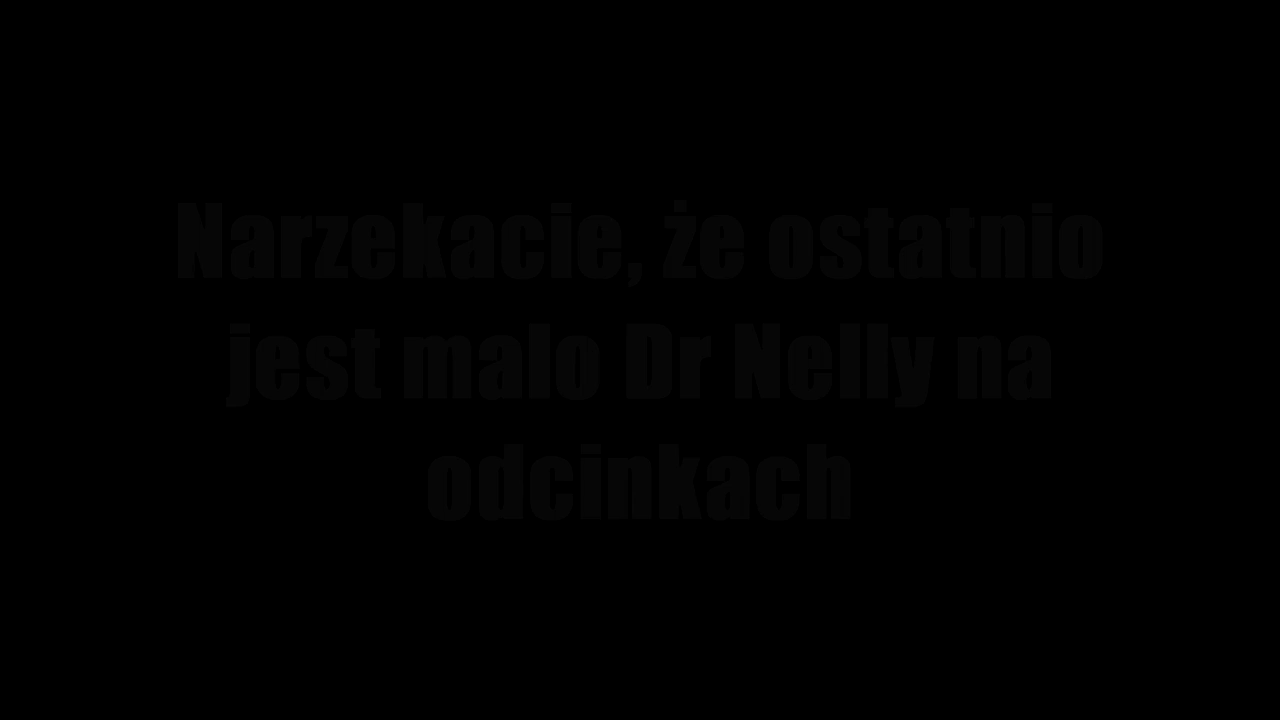 Narzekacie, że ostatnio
jest malo Dr Nelly na
odcinkach